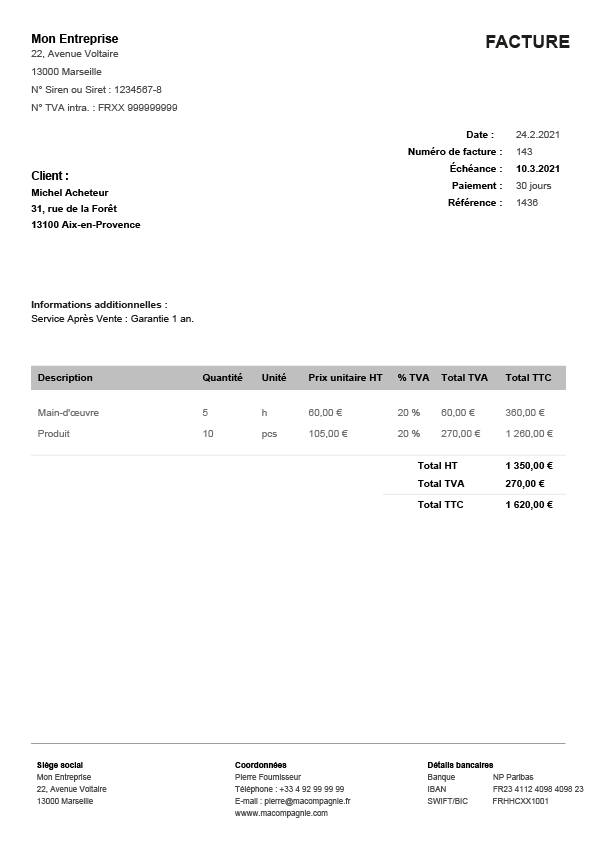 Mon Entreprise
FACTURE
22, Avenue Voltaire
13000 Marseille
N° Siren ou Siret : 1234567-8
N° TVA intra. : FRXX 999999999
Date : 24.2.2021
Numéro de facture : 143
Échéance : 10.3.2021
Paiement : 30 jours
Référence : 1436
Client :
Michel Acheteur
31, rue de la Forêt
13100 Aix-en-Provence
Informations additionnelles :
Service Après Vente : Garantie 1 an.
Description Quantité Unité Prix unitaire HT % TVA Total TVA Total TTC
Main-d'œuvre 5 h 60,00 € 20 % 60,00 € 360,00 €
Produit 10 pcs 105,00 € 20 % 270,00 € 1 260,00 €
Total HT 1 350,00 €
Total TVA 270,00 €
Total TTC 1 620,00 €
Siège social Coordonnées Détails bancaires
Mon Entreprise Pierre Fournisseur Banque NP Paribas
22, Avenue Voltaire Téléphone : +33 4 92 99 99 99 IBAN FR23 4112 4098 4098 23
13000 Marseille E-mail : pierre@macompagnie.fr SWIFT/BIC FRHHCXX1001
www.macompagnie.com